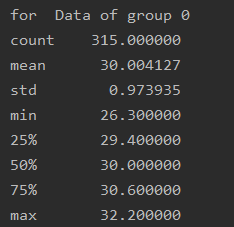 for  Data of group 0
count    315.000000
mean      30.004127
std        0.973935
min       26.300000
25%       29.400000
50%       30.000000
75%       30.600000
max       32.200000